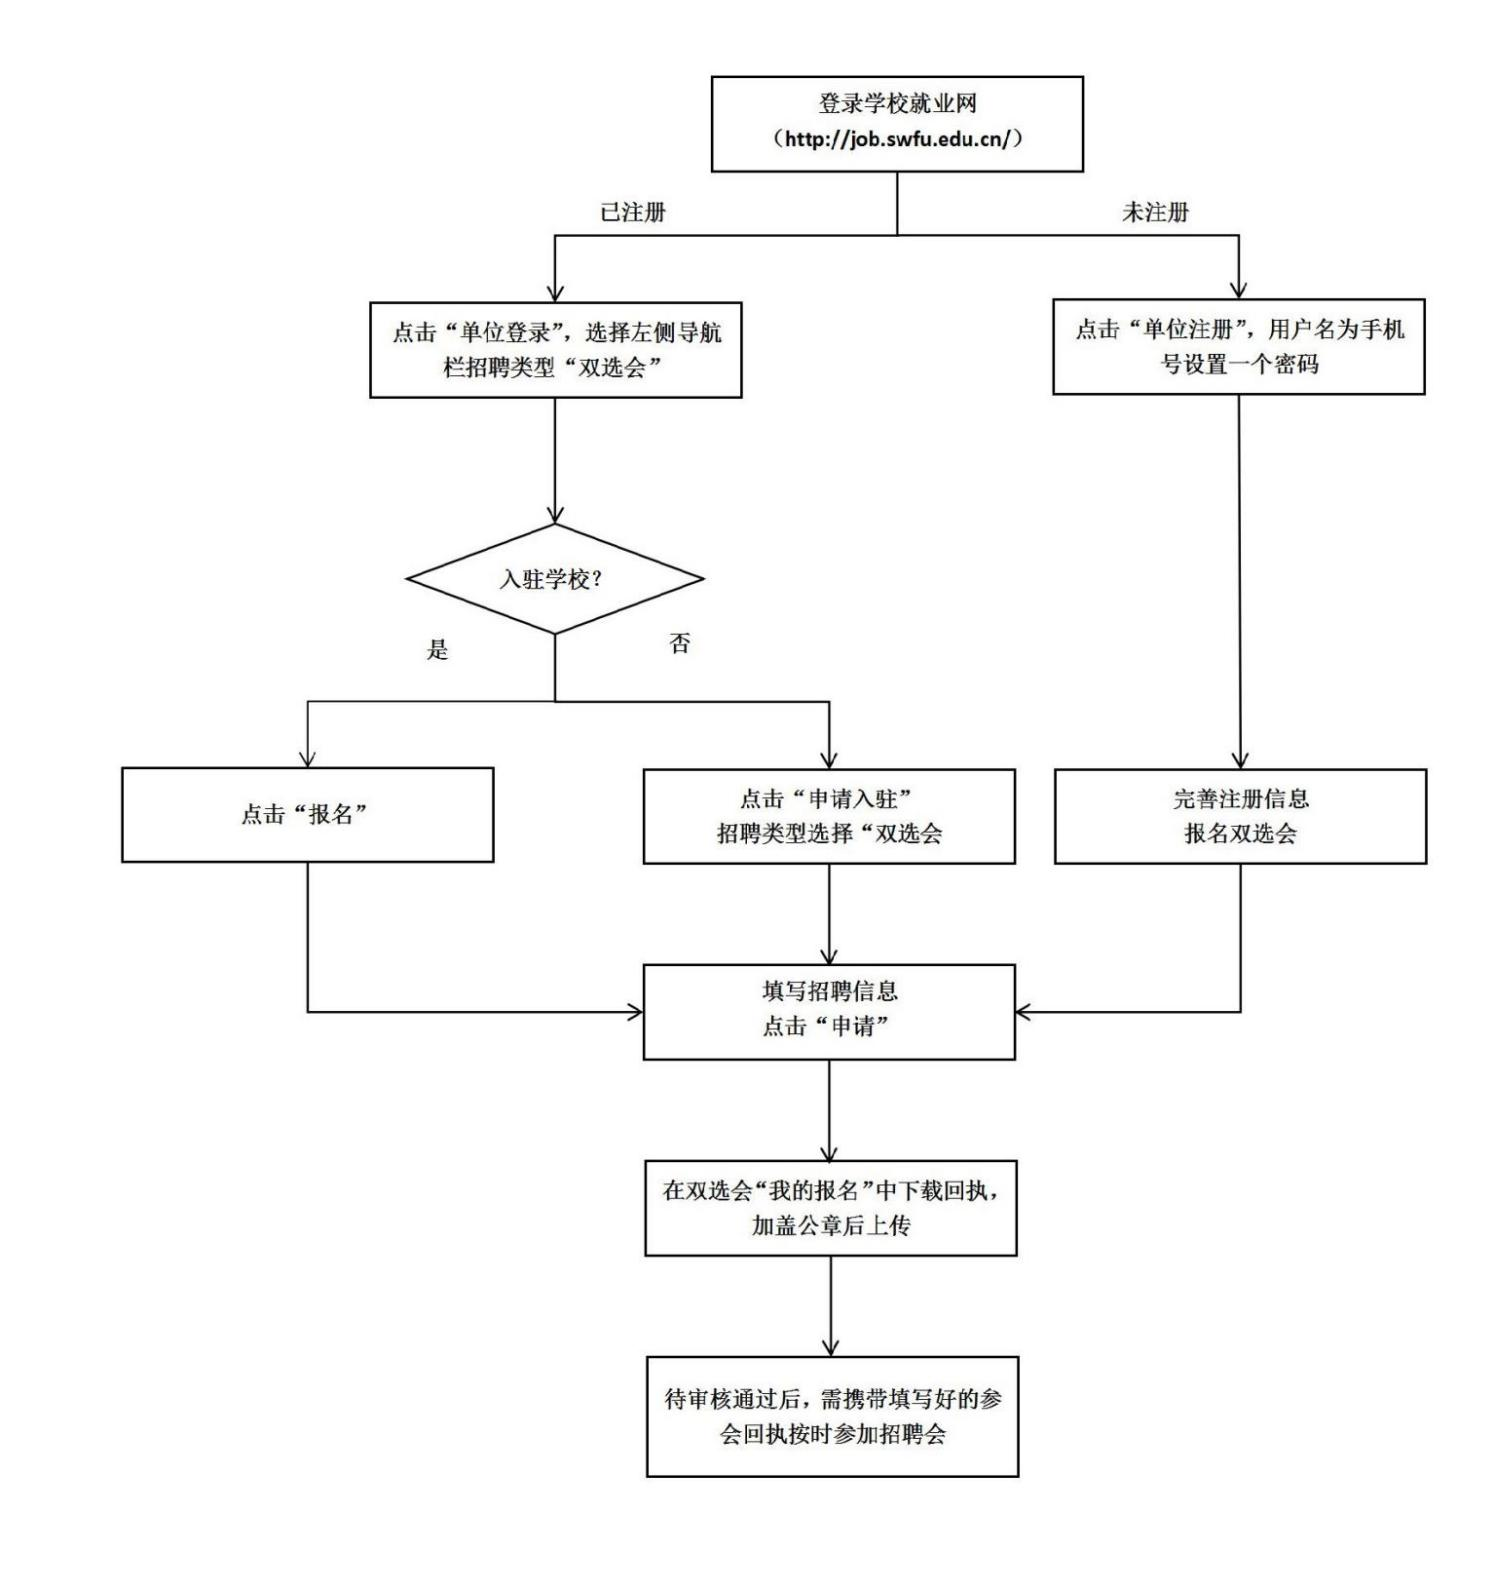 登录学校就业网
（http://job.swfu.edu.cn/）
已注册
未注册
点击“单位登录”，选择左侧导航
栏招聘类型“双选会”
点击“单位注册”，用户名为手机
号设置一个密码
入驻学校？
是
否
点击“报名”
点击“申请入驻”
招聘类型选择“双选会
完善注册信息
报名双选会
填写招聘信息
点击“申请”
在双选会“我的报名”中下载回执，
加盖公章后上传
待审核通过后，需携带填写好的参
会回执按时参加招聘会